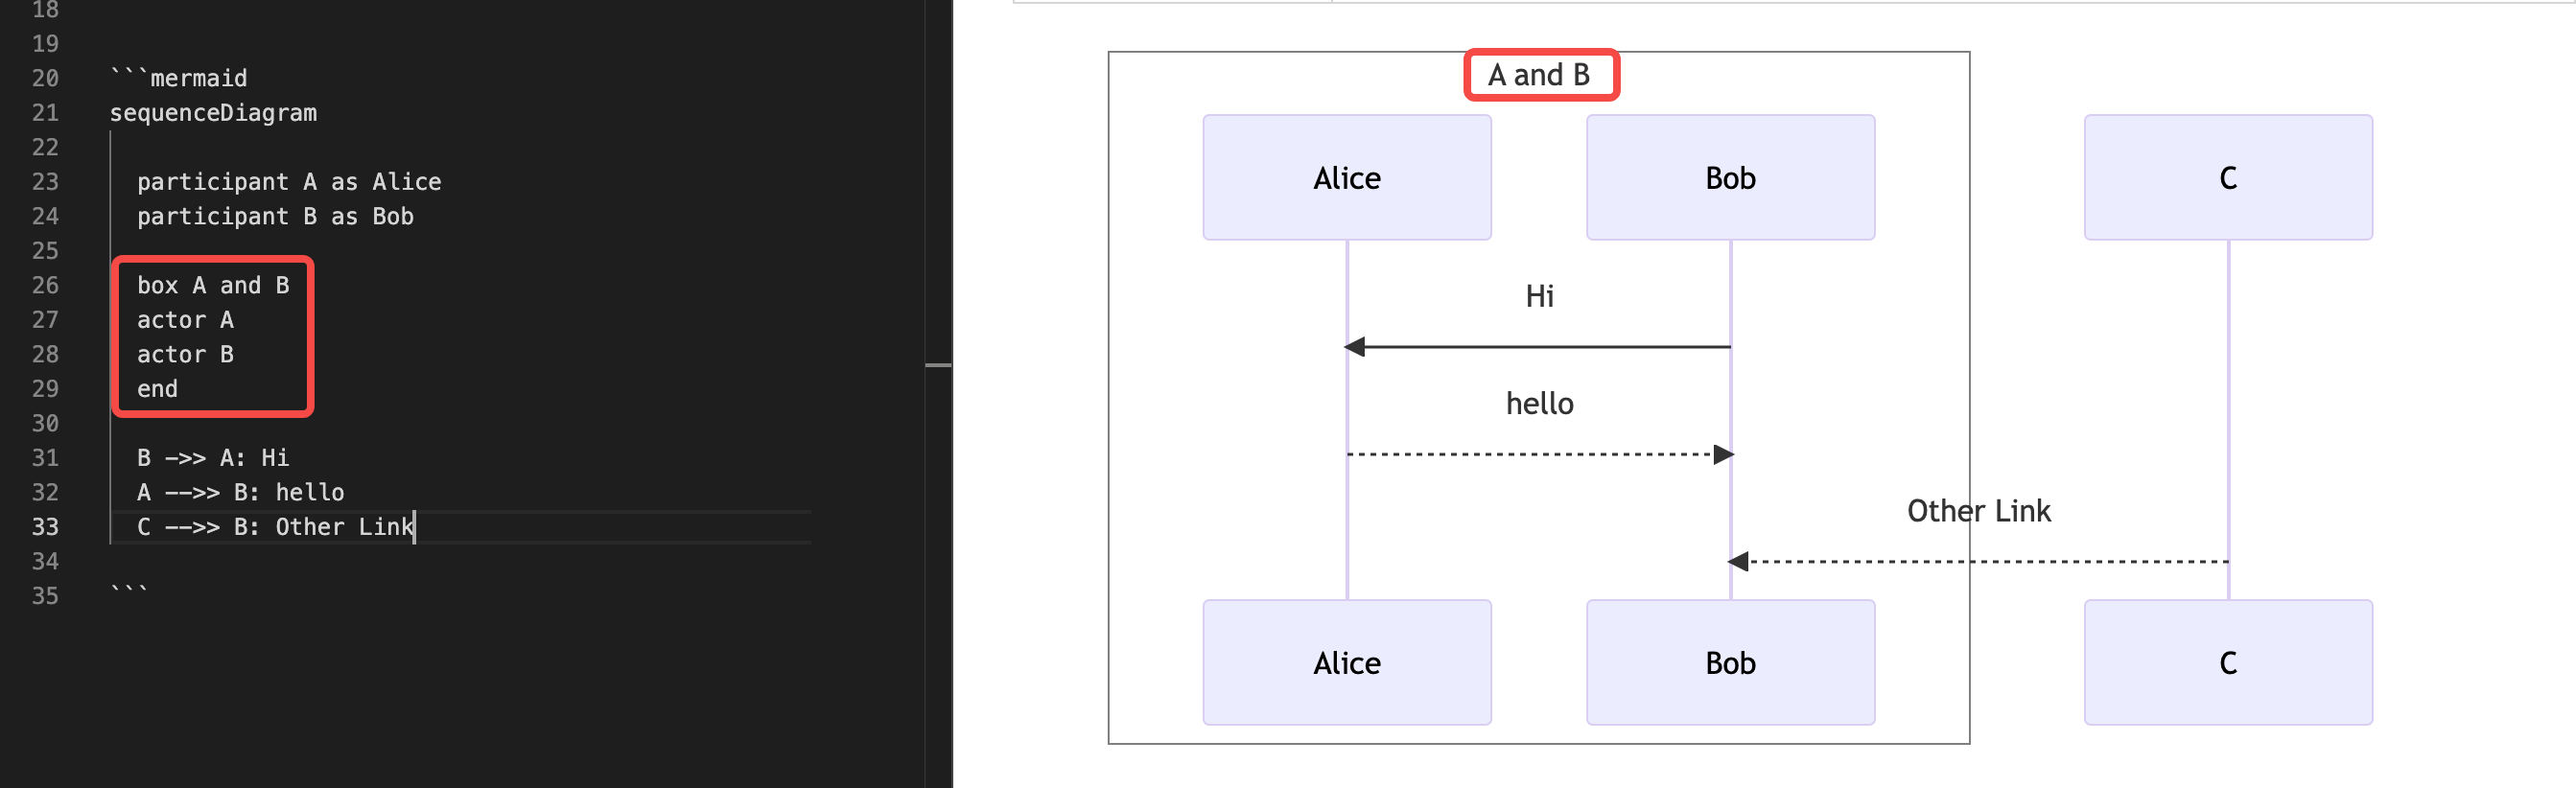 18
19
20 ```mermaid
21 sequenceDiagram
22
23 participant A as Alice
24 participant B as Bob
25
26 box A and B
27 actor A
28 actor B
29 end
30
31 B ->> A: Hi
32 A -->> B: hello
33 C -->> B: Other Link
34
35 ```
A and B
Alice Bob C
Hi
hello
Other Link
Alice Bob C